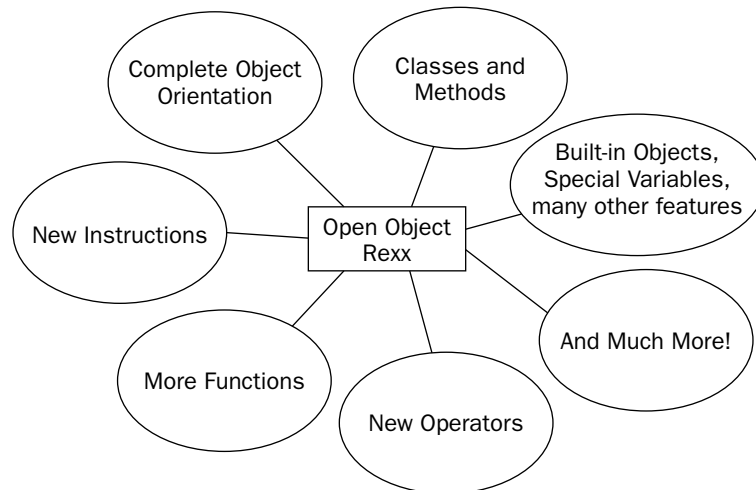 Complete Object
Orientation
Classes and
Methods
Built-in Objects,
Special Variables,
many other features
New Instructions
Open Object
Rexx
And Much More!
More Functions
New Operators